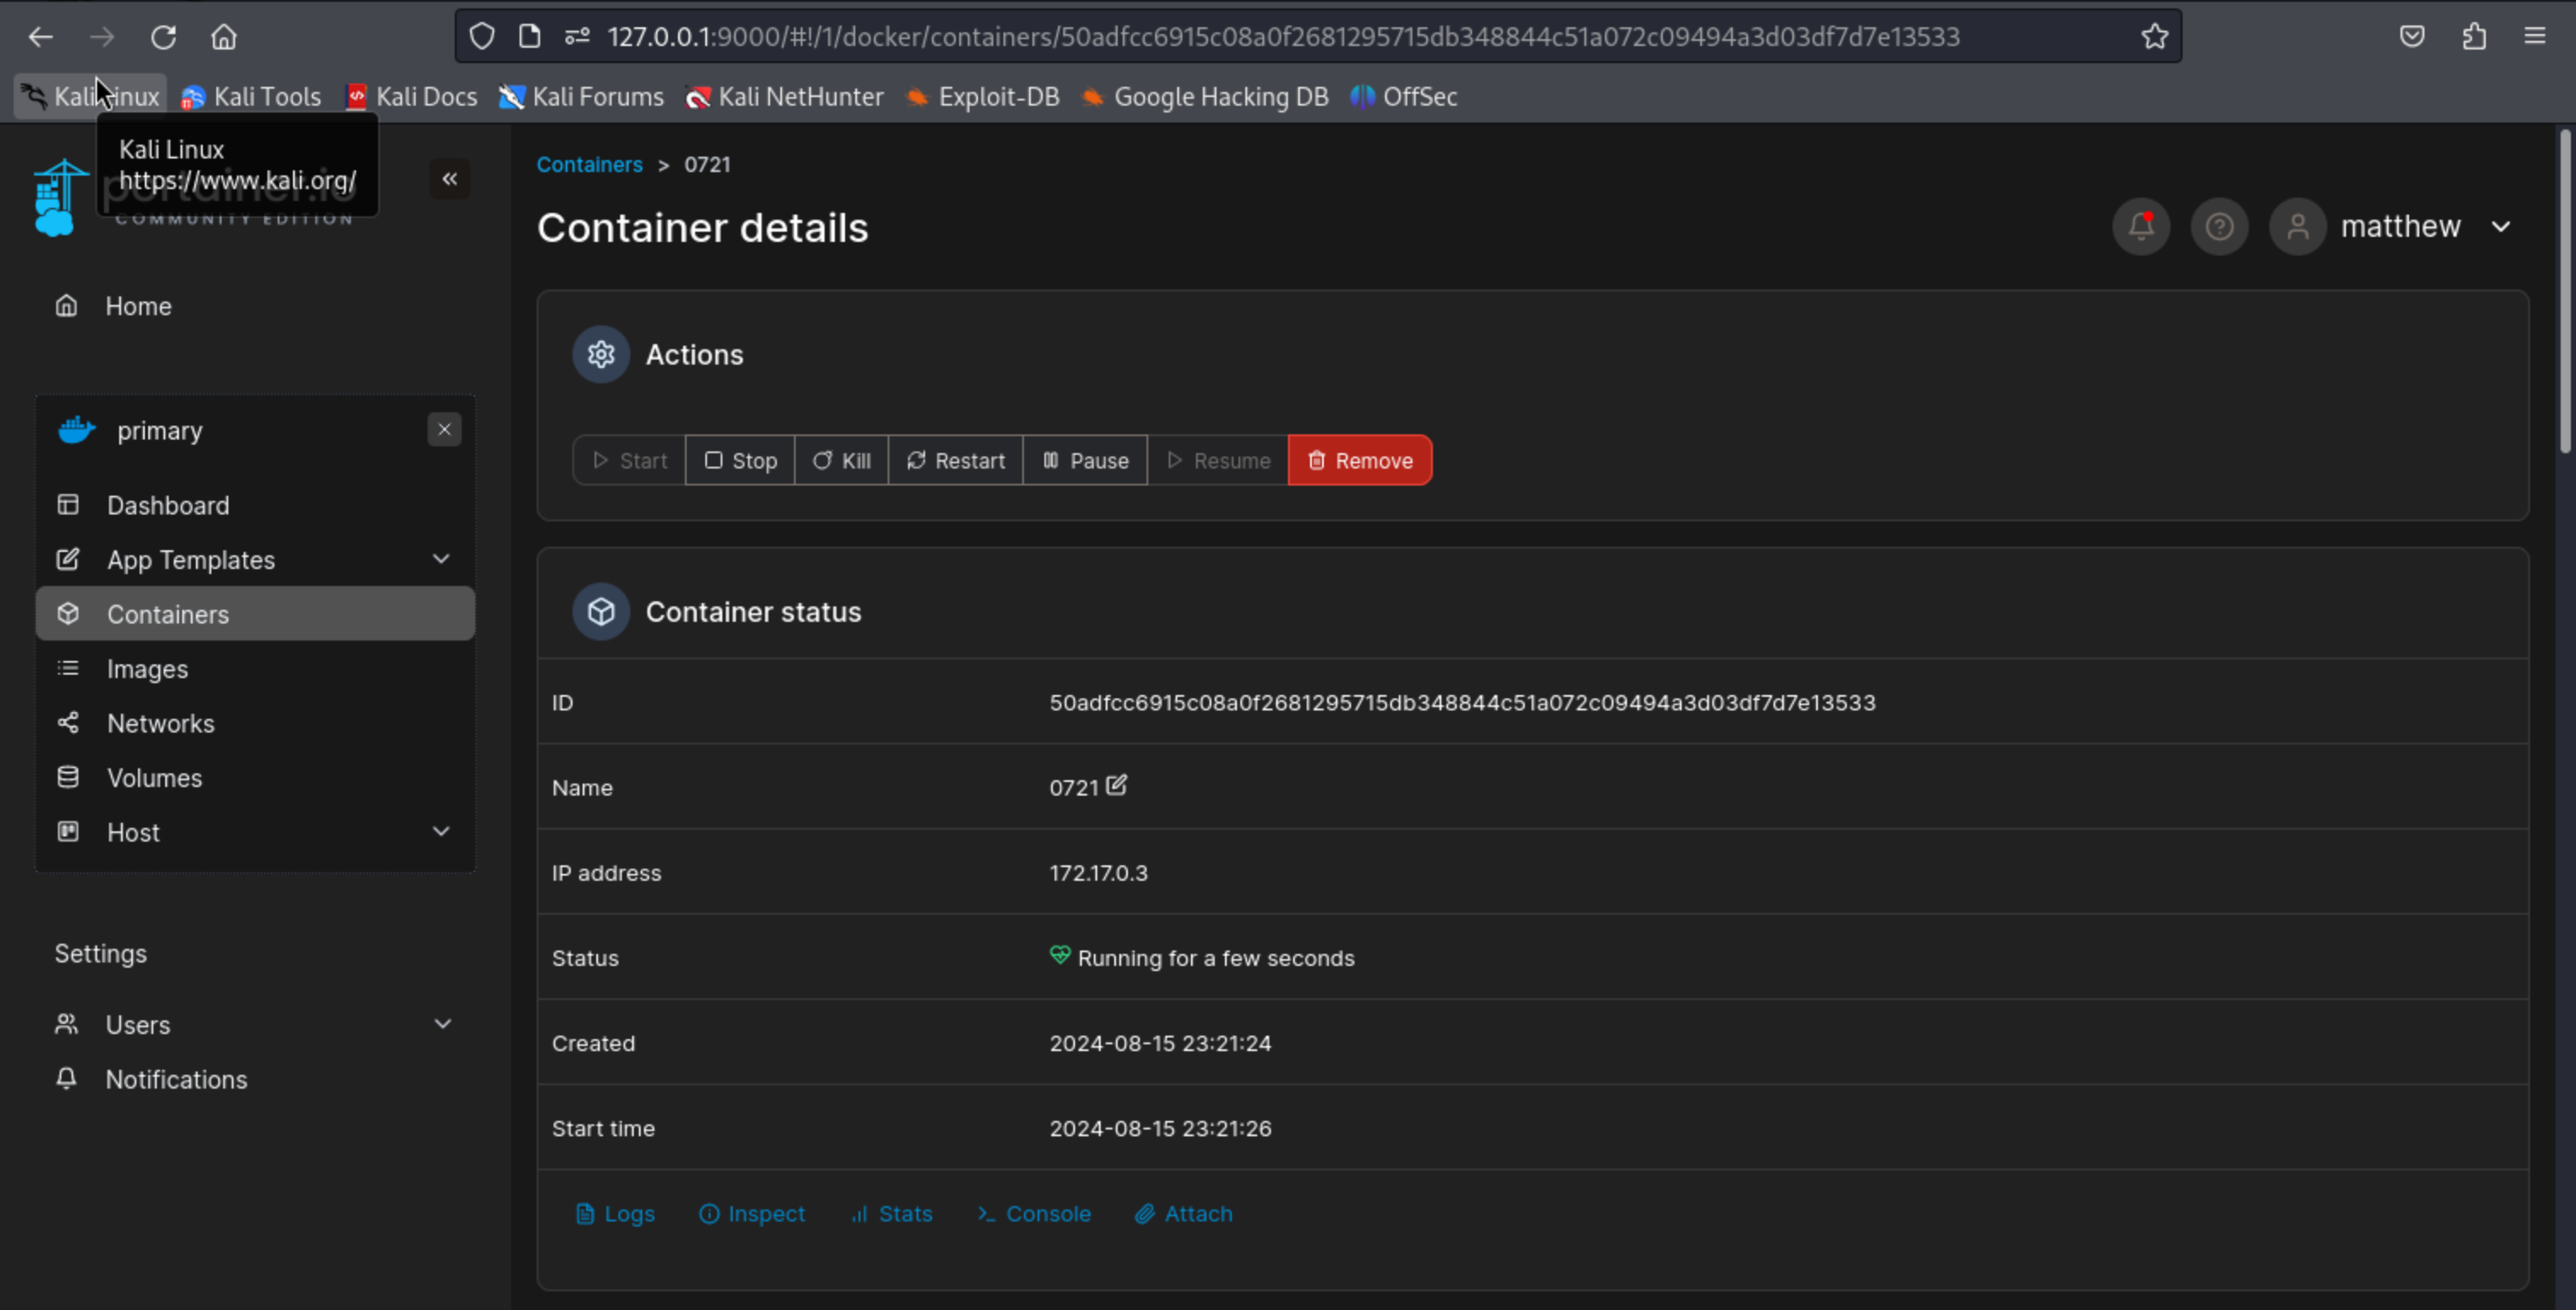 127.0.0.1:9000/#!/1/docker/containers/50adfcc6915c08a0f2681295715db348844c51a072c09494a3d03df7d7e13533
Kali Linux Kali Tools Kali Docs Kali Forums Kali NetHunter Exploit-DB Google Hacking DB OffSec
Kali Linux
https://www.kali.org/
portainer.io
COMMUNITY EDITION
Home
primary
Dashboard
App Templates
Containers
Images
Networks
Volumes
Host
Settings
Users
Notifications
Containers > 0721
Container details
matthew
Actions
Start Stop Kill Restart Pause Resume Remove
Container status
ID 50adfcc6915c08a0f2681295715db348844c51a072c09494a3d03df7d7e13533
Name 0721
IP address 172.17.0.3
Status Running for a few seconds
Created 2024-08-15 23:21:24
Start time 2024-08-15 23:21:26
Logs Inspect Stats Console Attach